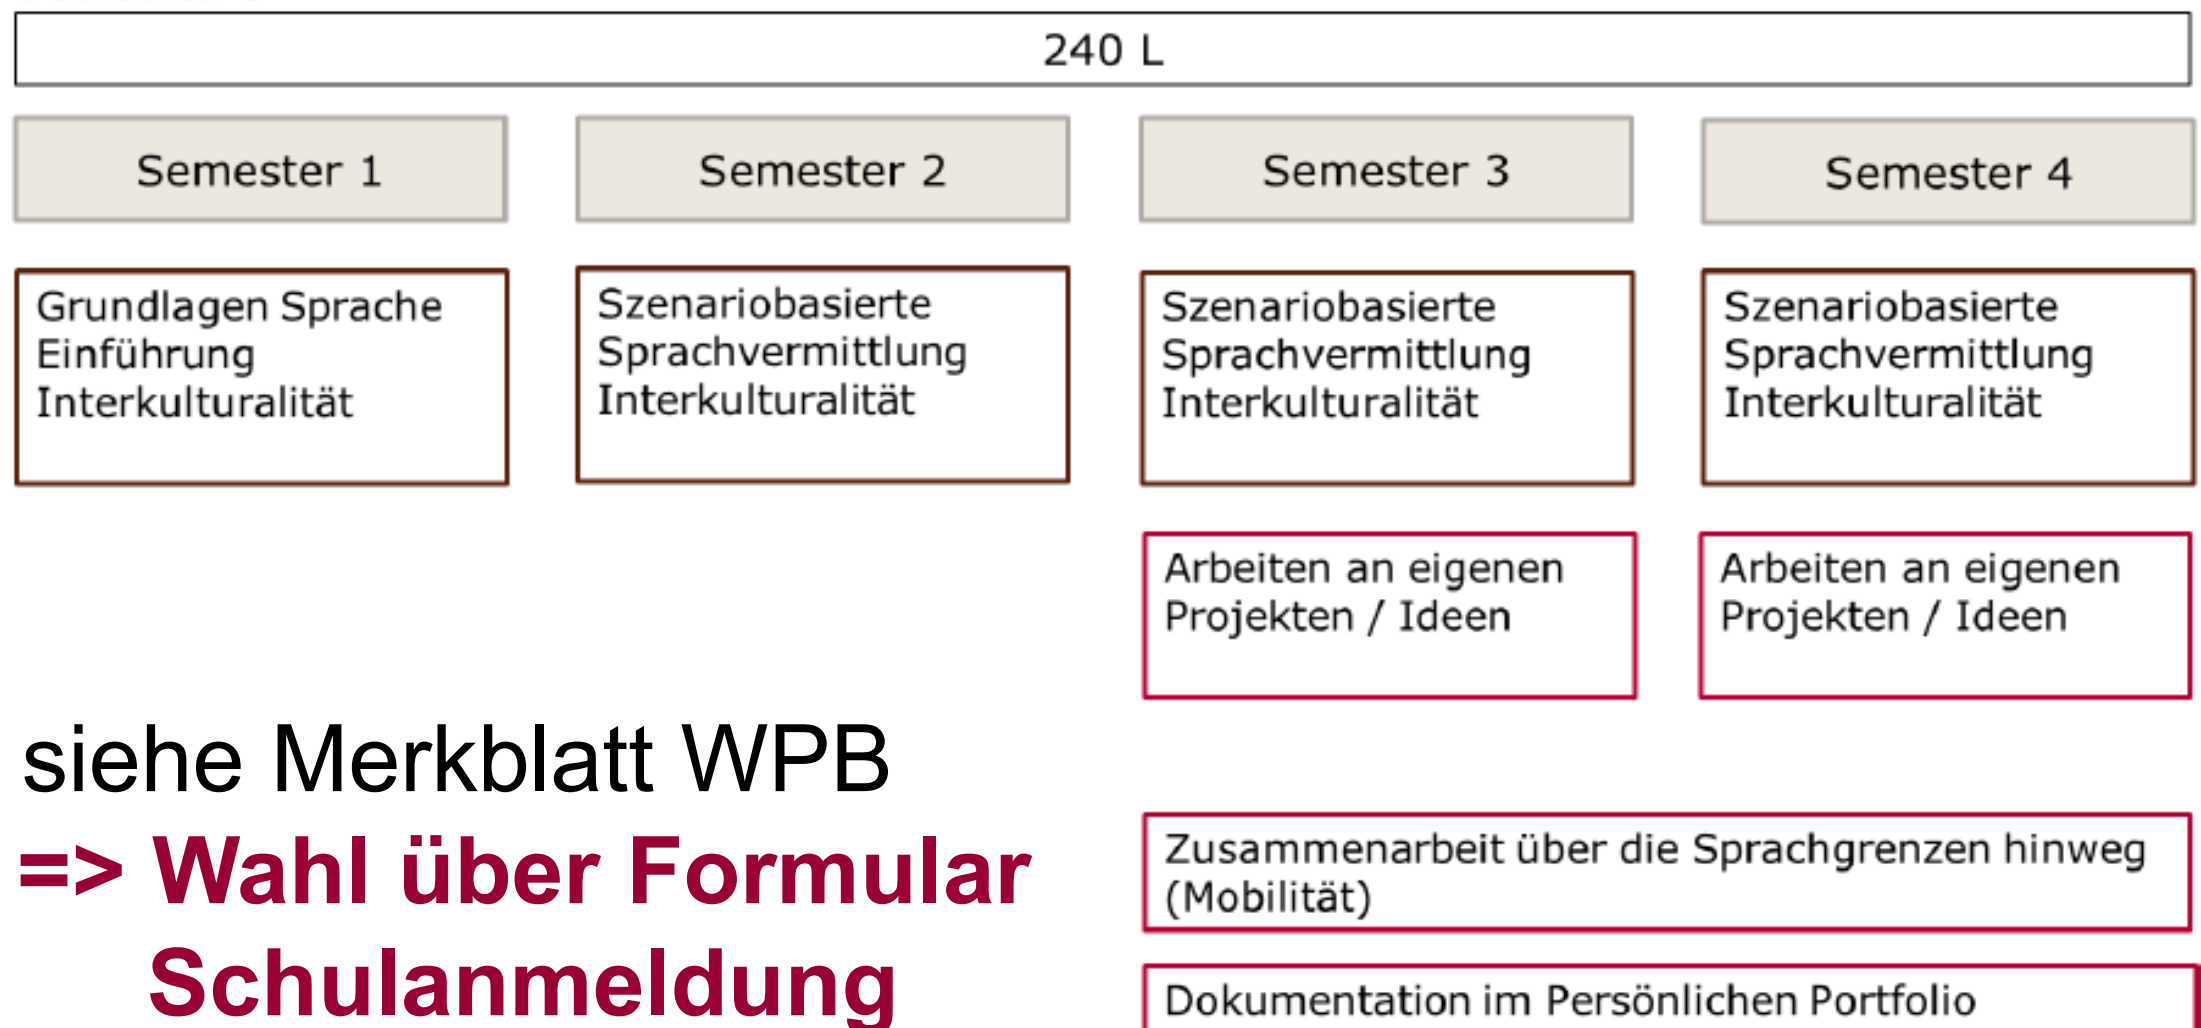 240 L
Semester 1
Semester 2
Semester 3
Semester 4
Grundlagen Sprache
Einführung
Interkulturalität
Szenariobasierte
Sprachvermittlung
Interkulturalität
Szenariobasierte
Sprachvermittlung
Interkulturalität
Szenariobasierte
Sprachvermittlung
Interkulturalität
Arbeiten an eigenen
Projekten / Ideen
Arbeiten an eigenen
Projekten / Ideen
siehe Merkblatt WPB
=> Wahl über Formular
Schulanmeldung
Zusammenarbeit über die Sprachgrenzen hinweg
(Mobilität)
Dokumentation im Persönlichen Portfolio